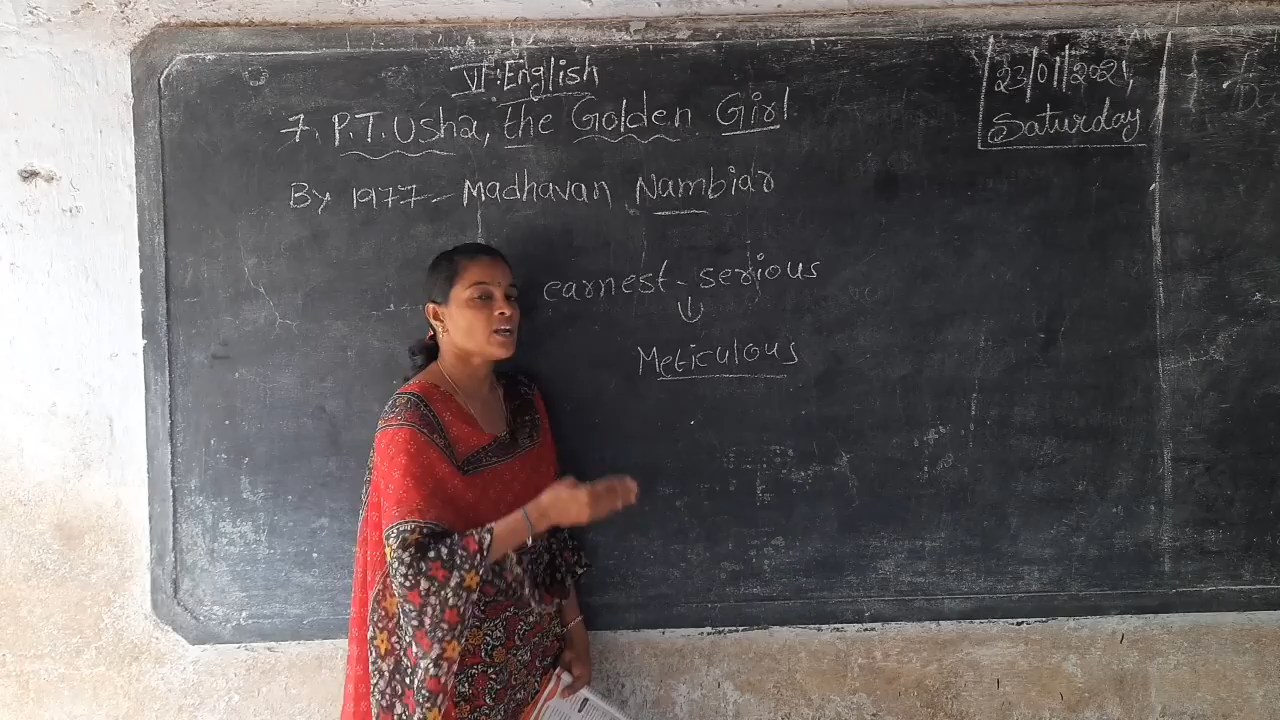 VI: English
7. P.T. Usha, the Golden Girl
By 1977 - Madhavan Nambiar
earnest - serious
Meticulous
23/01/2021,
Saturday